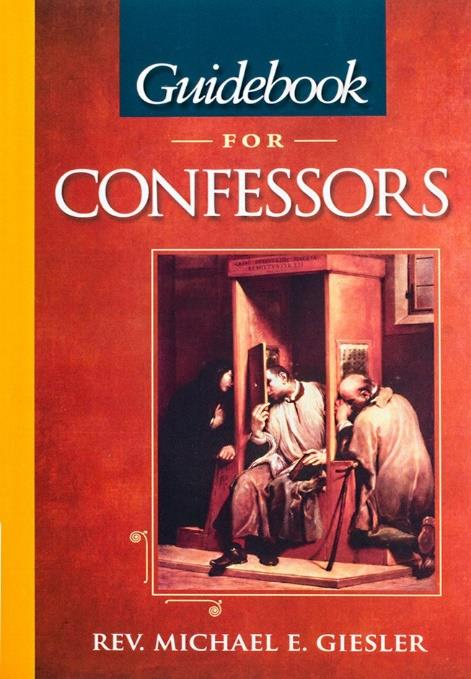 Guidebook
FOR
CONFESSORS
REV. MICHAEL E. GIESLER